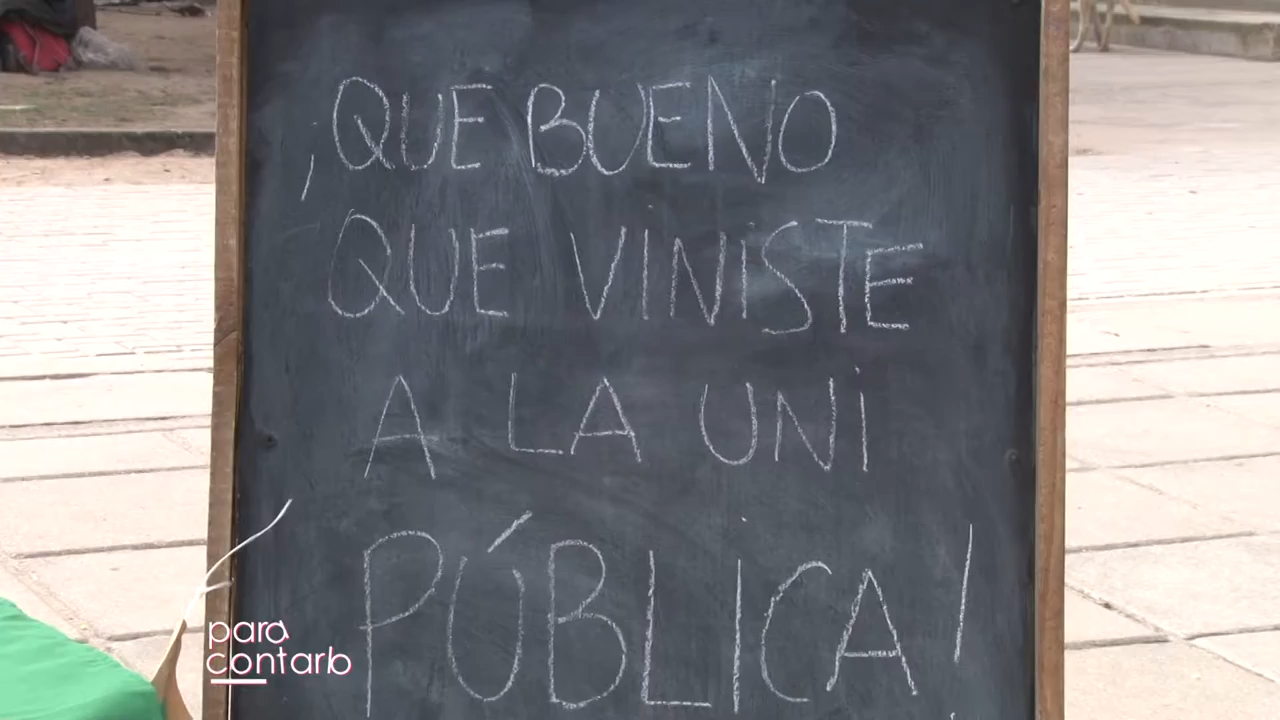 ¡QUE BUENO
QUE VINISTE
A LA UNI
PÚBLICA!
para
contarlo